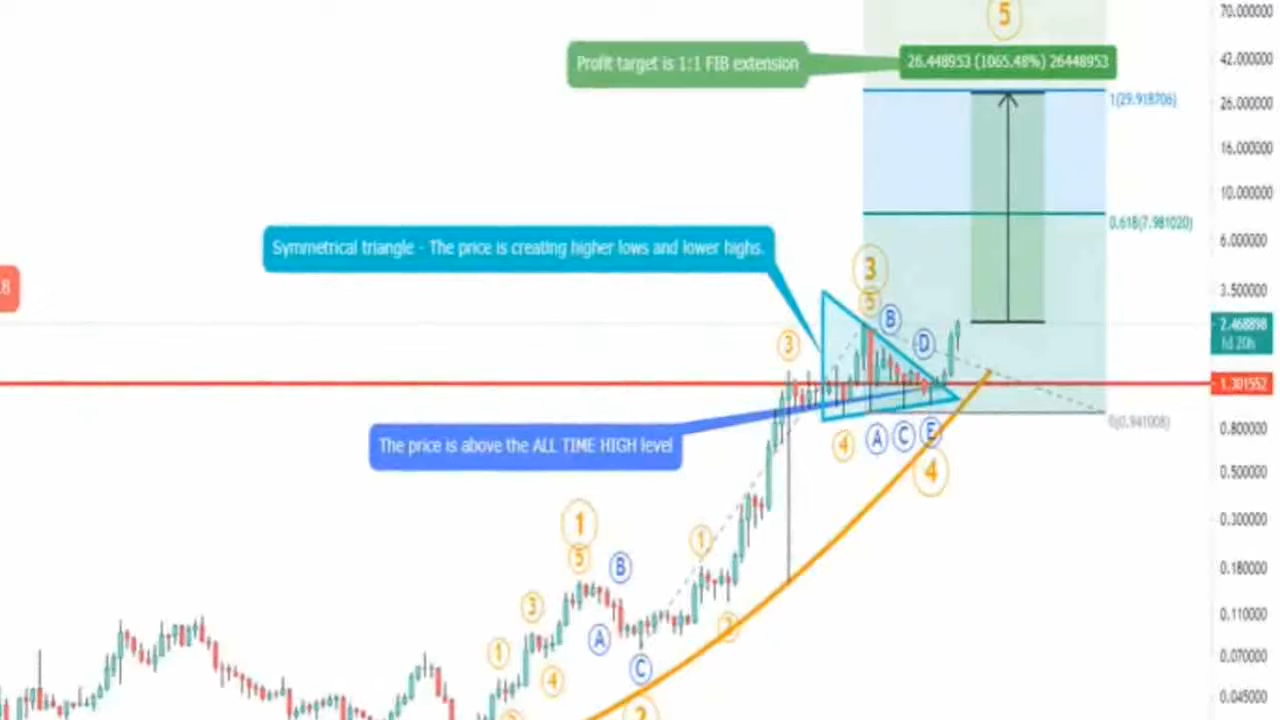 5
70.000000
Profit target is 1:1 FIB extension
26.448953 (1065.48%) 26448953
42.000000
1(29.918706)
26.000000
16.000000
10.000000
0.618(7.981020)
Symmetrical triangle - The price is creating higher lows and lower highs.
6.000000
3
.8
3.500000
5
B
2.468898
1d 20h
3
D
1.301552
0(0.941008)
0.800000
4
A
C
E
The price is above the ALL TIME HIGH level
4
0.500000
1
0.300000
1
5
B
0.180000
3
0.110000
2
A
1
0.070000
C
4
0.045000
2